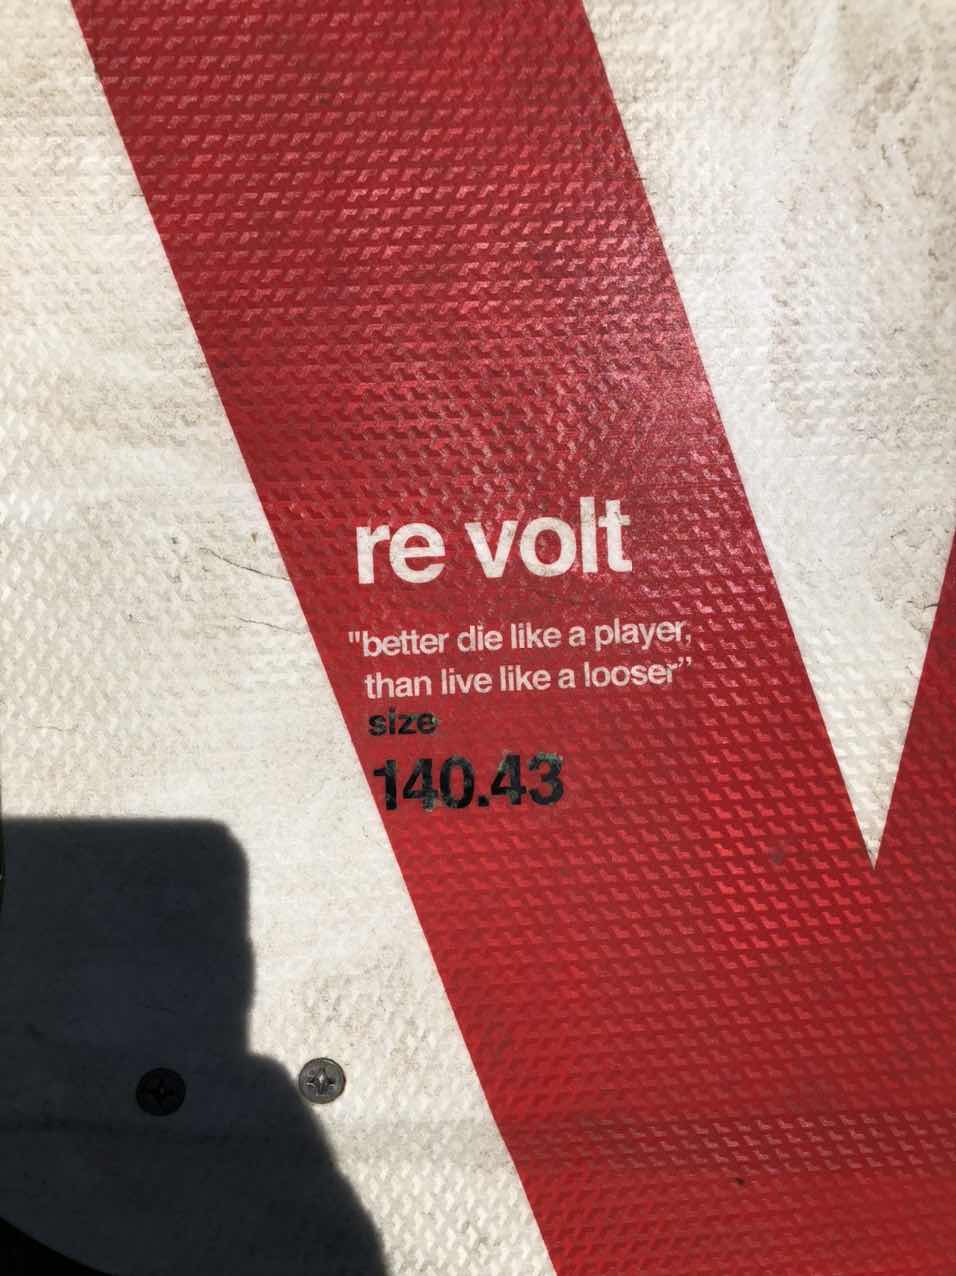 re volt
"better die like a player,
than live like a looser”
size
140.43